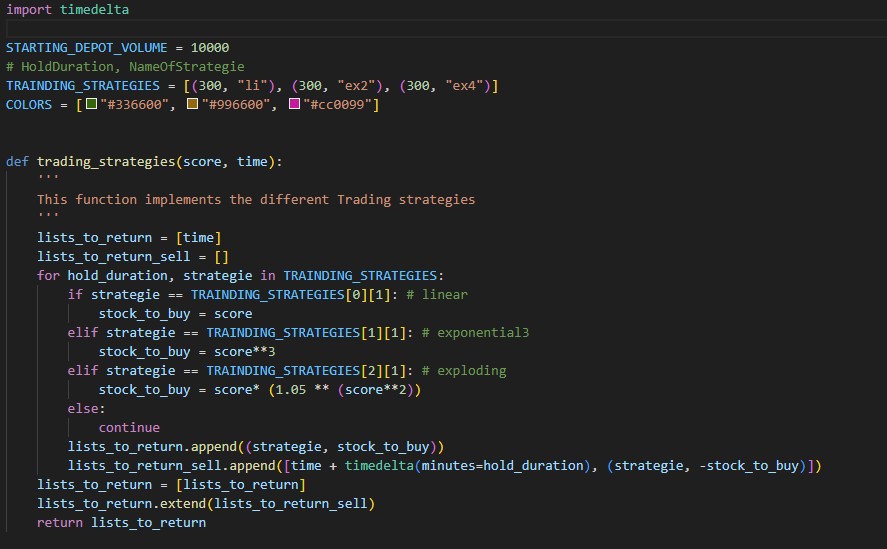 import timedelta
STARTING_DEPOT_VOLUME = 10000
# HoldDuration, NameOfStrategie
TRAINDING_STRATEGIES = [(300, "li"), (300, "ex2"), (300, "ex4")]
COLORS = ["#336600", "#996600", "#cc0099"]
def trading_strategies(score, time):
    '''
    This function implements the different Trading strategies
    '''
    lists_to_return = [time]
    lists_to_return_sell = []
    for hold_duration, strategie in TRAINDING_STRATEGIES:
        if strategie == TRAINDING_STRATEGIES[0][1]: # linear
            stock_to_buy = score
        elif strategie == TRAINDING_STRATEGIES[1][1]: # exponential3
            stock_to_buy = score**3
        elif strategie == TRAINDING_STRATEGIES[2][1]: # exploding
            stock_to_buy = score* (1.05 ** (score**2))
        else:
            continue
        lists_to_return.append((strategie, stock_to_buy))
        lists_to_return_sell.append([time + timedelta(minutes=hold_duration), (strategie, -stock_to_buy)])
    lists_to_return = [lists_to_return]
    lists_to_return.extend(lists_to_return_sell)
    return lists_to_return